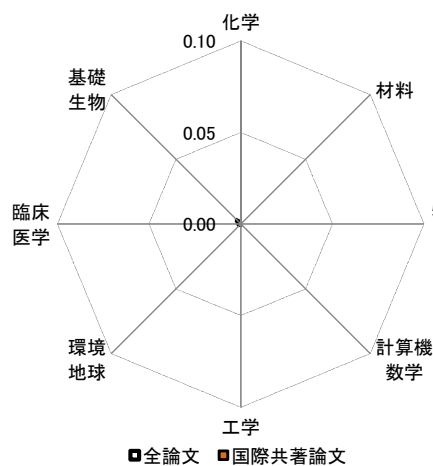 化学
0.10
基礎
生物
材料
0.05
臨床
医学
0.00
環境
地球
計算機
数学
工学
全論文 国際共著論文